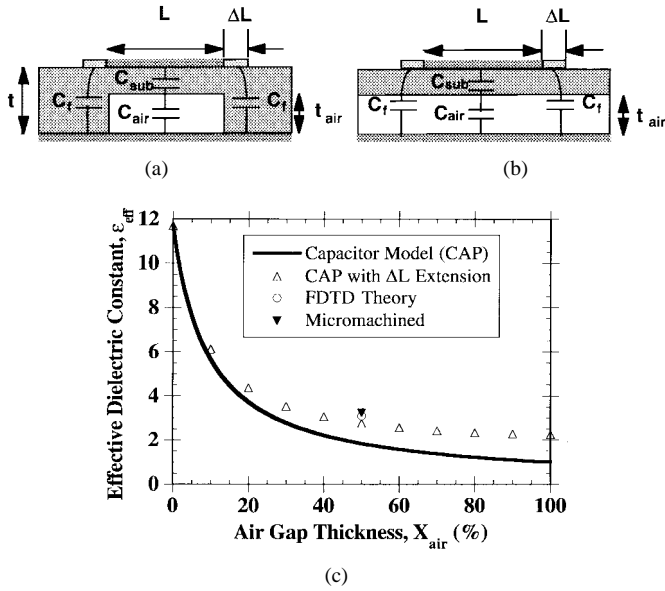 L ΔL
t C_sub
C_f C_air C_f t_air
(a)
L ΔL
C_sub
C_f C_air C_f t_air
(b)
Effective Dielectric Constant, ε_eff
12
10
8
6
4
2
0
Capacitor Model (CAP)
CAP with ΔL Extension
FDTD Theory
Micromachined
0 20 40 60 80 100
Air Gap Thickness, X_air (%)
(c)